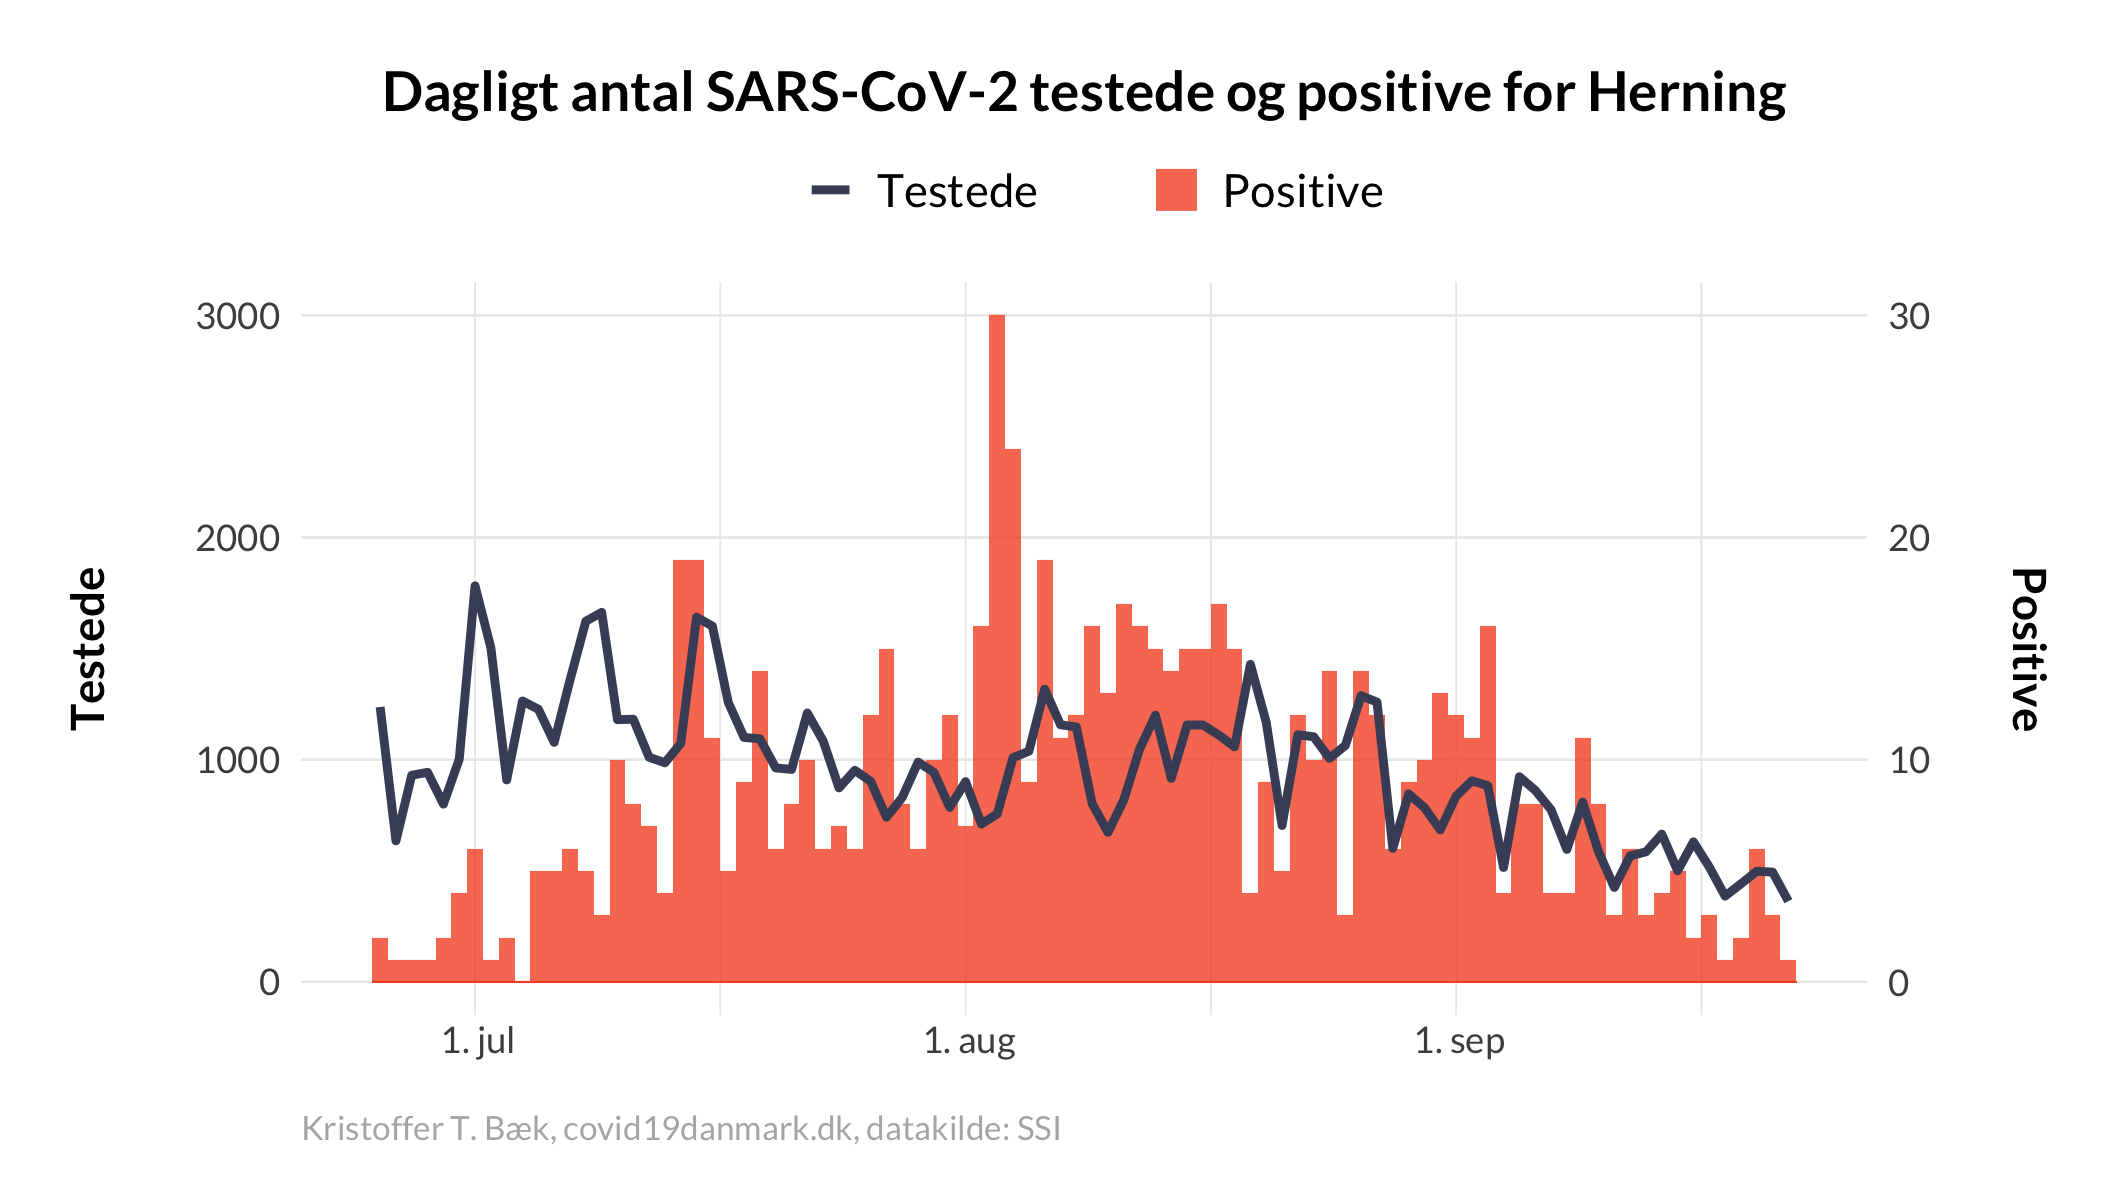 Dagligt antal SARS-CoV-2 testede og positive for Herning
Testede
Positive
3000
2000
1000
0
30
20
10
0
Testede
Positive
1. jul
1. aug
1. sep
Kristoffer T. Bæk, covid19danmark.dk, datakilde: SSI